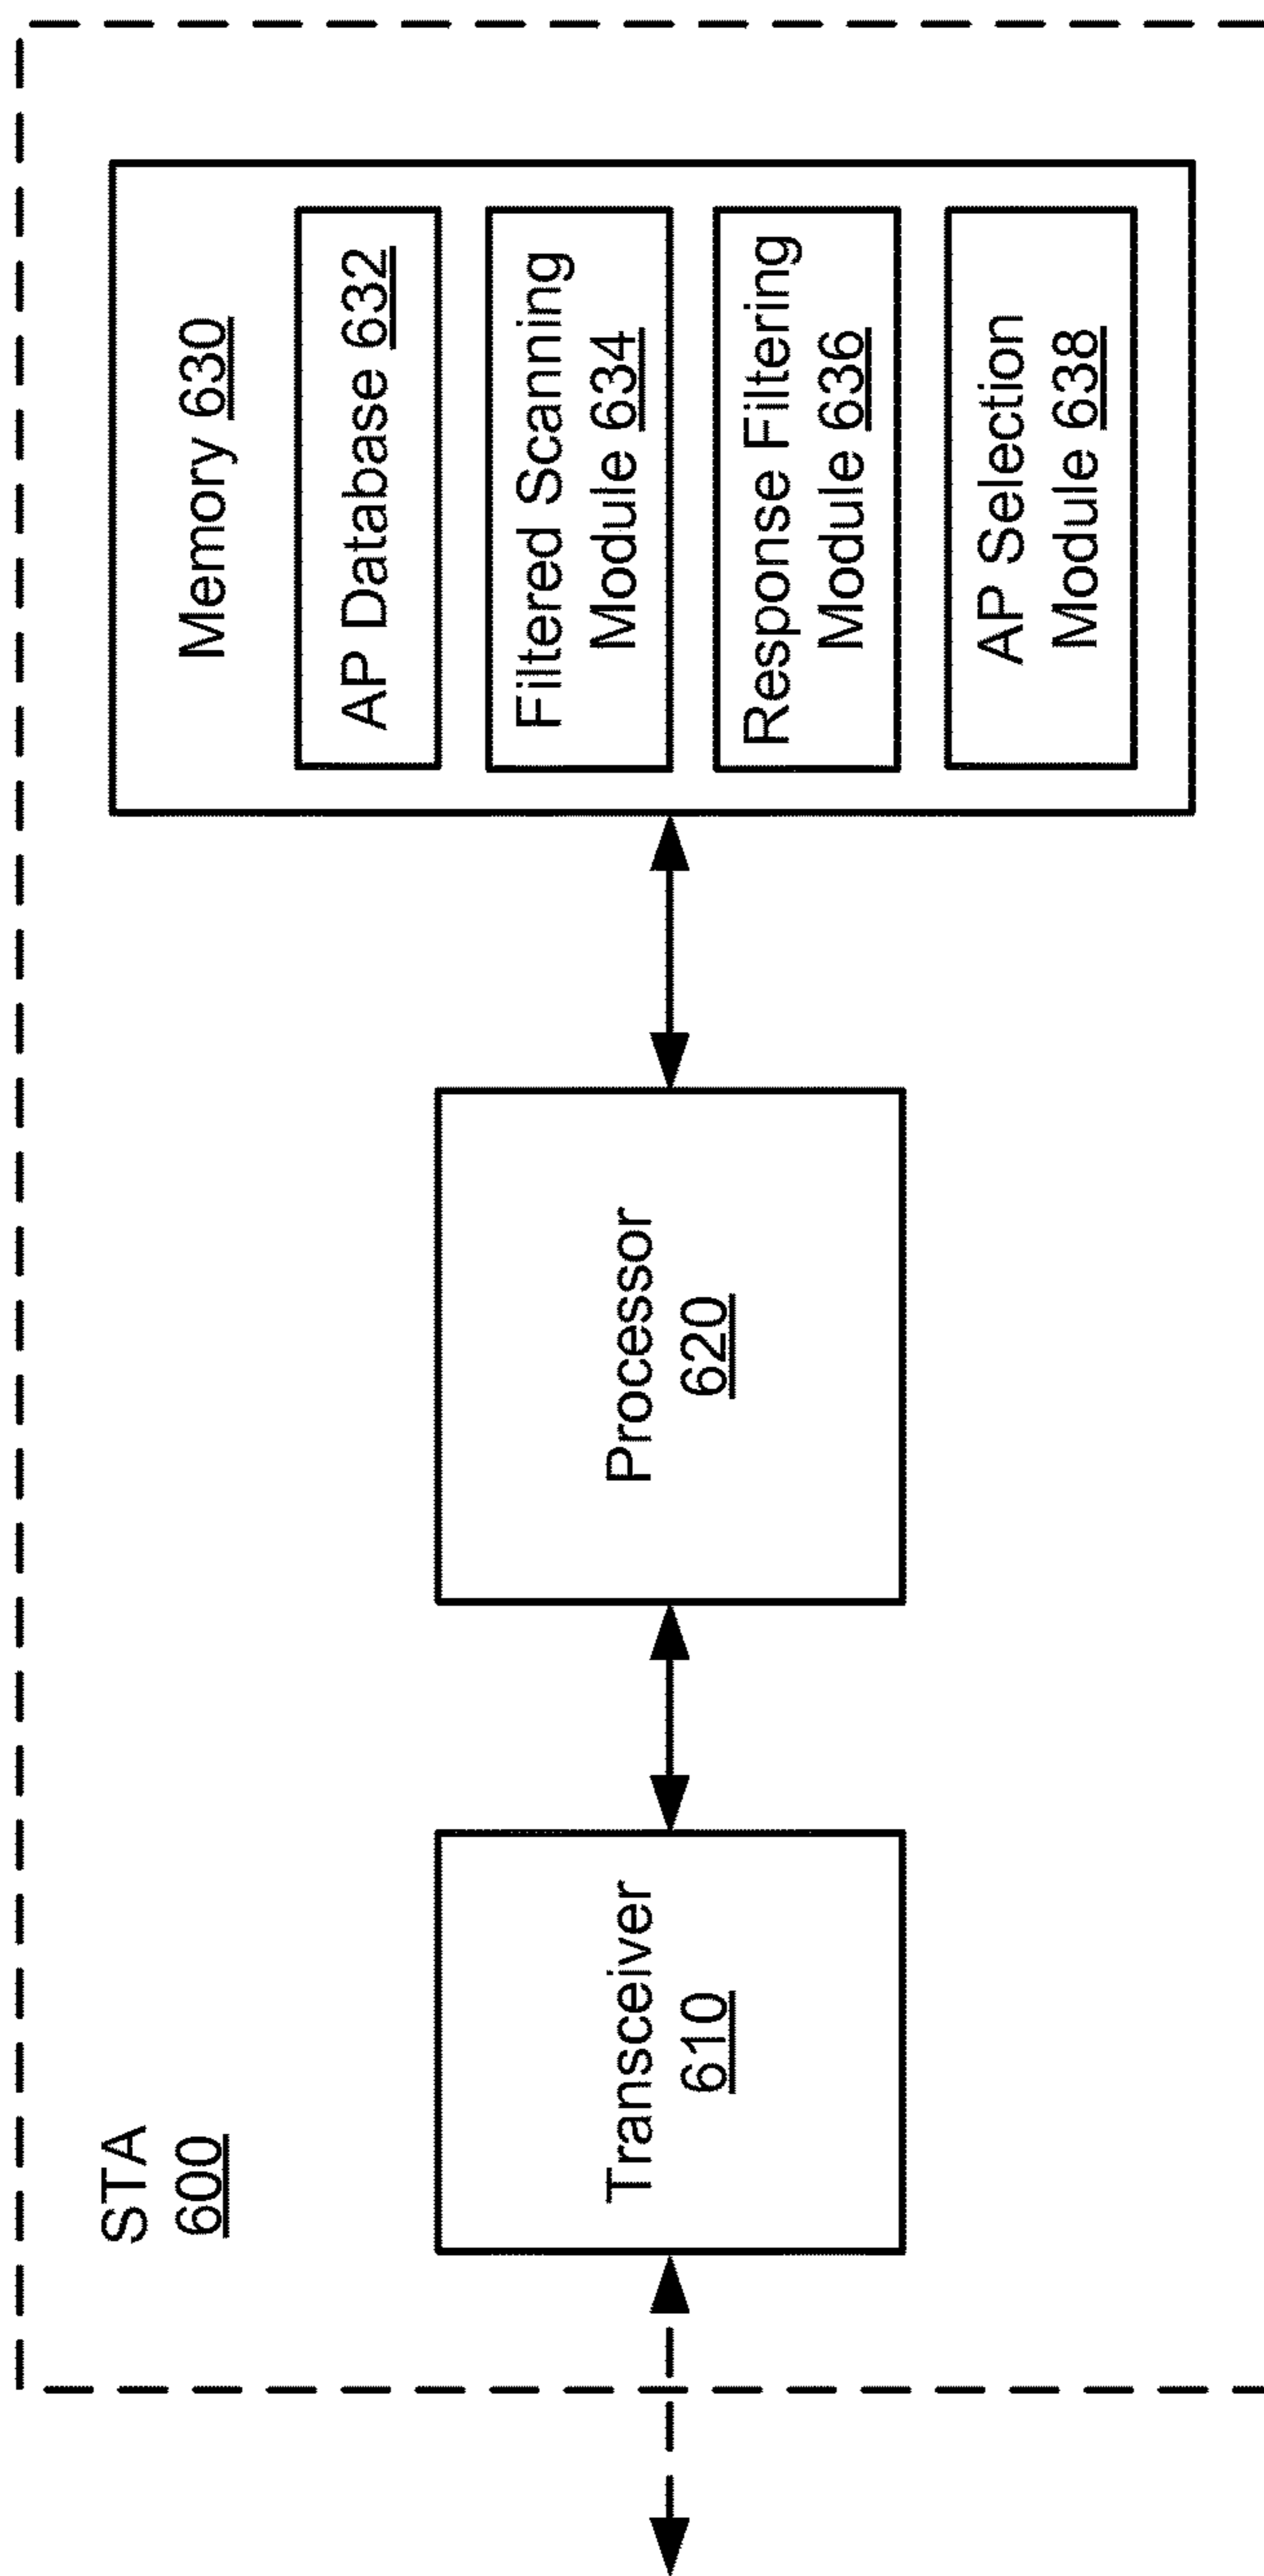 STA
600
Transceiver
610
Processor
620
Memory 630
AP Database 632
Filtered Scanning
Module 634
Response Filtering
Module 636
AP Selection
Module 638